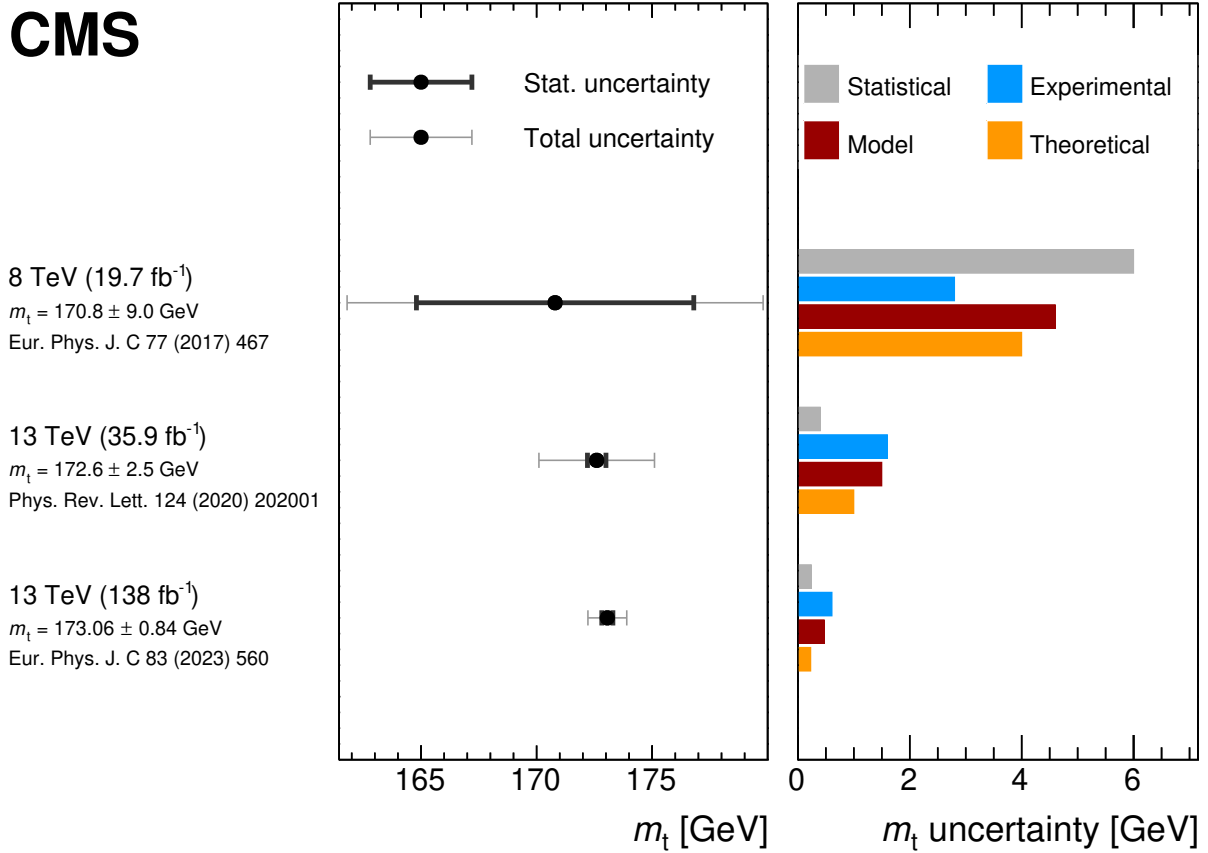 CMS
Stat. uncertainty
Total uncertainty
Statistical
Experimental
Model
Theoretical
8 TeV (19.7 fb⁻¹)
mₜ = 170.8 ± 9.0 GeV
Eur. Phys. J. C 77 (2017) 467
13 TeV (35.9 fb⁻¹)
mₜ = 172.6 ± 2.5 GeV
Phys. Rev. Lett. 124 (2020) 202001
13 TeV (138 fb⁻¹)
mₜ = 173.06 ± 0.84 GeV
Eur. Phys. J. C 83 (2023) 560
165 170 175
0 2 4 6
mₜ [GeV]
mₜ uncertainty [GeV]